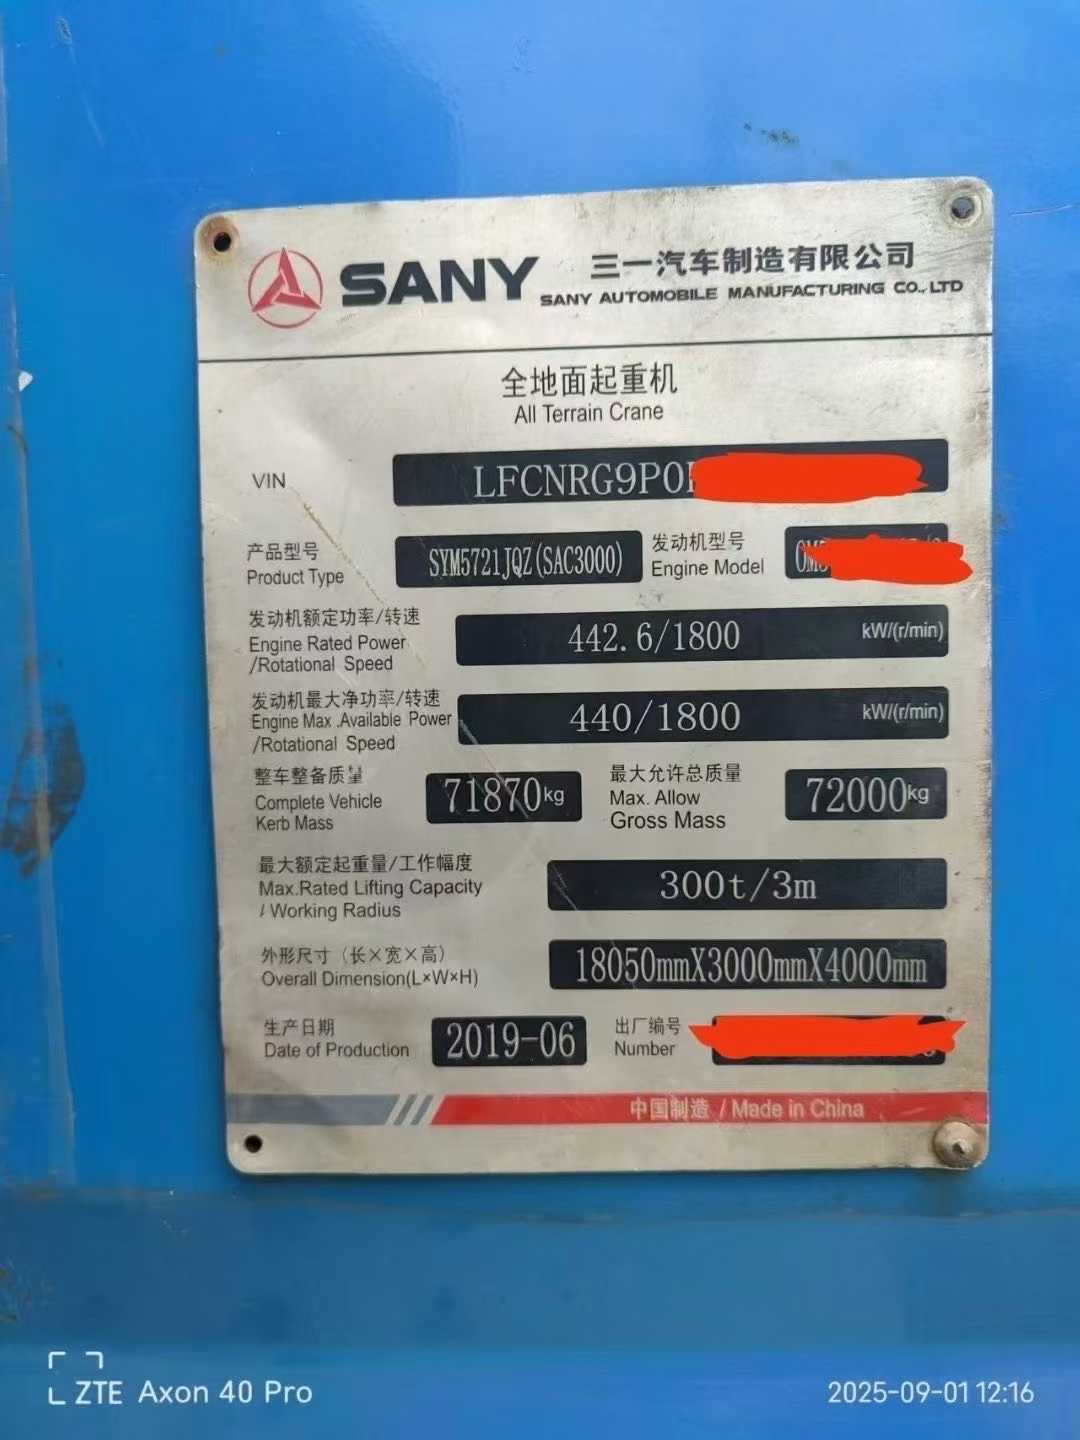 SANY 三一汽车制造有限公司
SANY AUTOMOBILE MANUFACTURING CO.,LTD
全地面起重机
All Terrain Crane
VIN LFCNRG9P0
产品型号 SYM5721JQZ(SAC3000) 发动机型号
Product Type Engine Model
发动机额定功率/转速
Engine Rated Power 442.6/1800 kW/(r/min)
/Rotational Speed
发动机最大净功率/转速
Engine Max .Available Power 440/1800 kW/(r/min)
/Rotational Speed
整车整备质量 71870kg 最大允许总质量 72000kg
Complete Vehicle Max. Allow
Kerb Mass Gross Mass
最大额定起重量/工作幅度
Max.Rated Lifting Capacity 300t/3m
/ Working Radius
外形尺寸（长×宽×高）
Overall Dimension(L×W×H) 18050mmX3000mmX4000mm
生产日期 2019-06 出厂编号
Date of Production Number
中国制造 / Made in China
ZTE Axon 40 Pro 2025-09-01 12:16